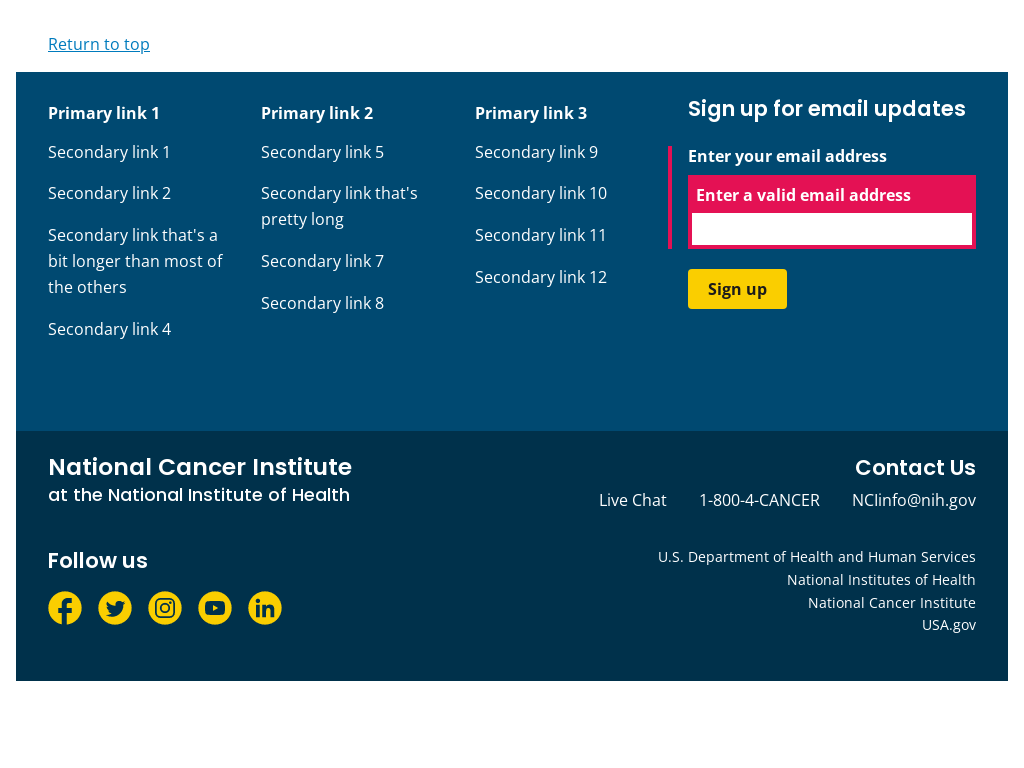 Return to top
Primary link 1
Secondary link 1
Secondary link 2
Secondary link that's a
bit longer than most of
the others
Secondary link 4
Primary link 2
Secondary link 5
Secondary link that's
pretty long
Secondary link 7
Secondary link 8
Primary link 3
Secondary link 9
Secondary link 10
Secondary link 11
Secondary link 12
Sign up for email updates
Enter your email address
Enter a valid email address
Sign up
National Cancer Institute
at the National Institute of Health
Contact Us
Live Chat 1-800-4-CANCER NCIinfo@nih.gov
Follow us
U.S. Department of Health and Human Services
National Institutes of Health
National Cancer Institute
USA.gov